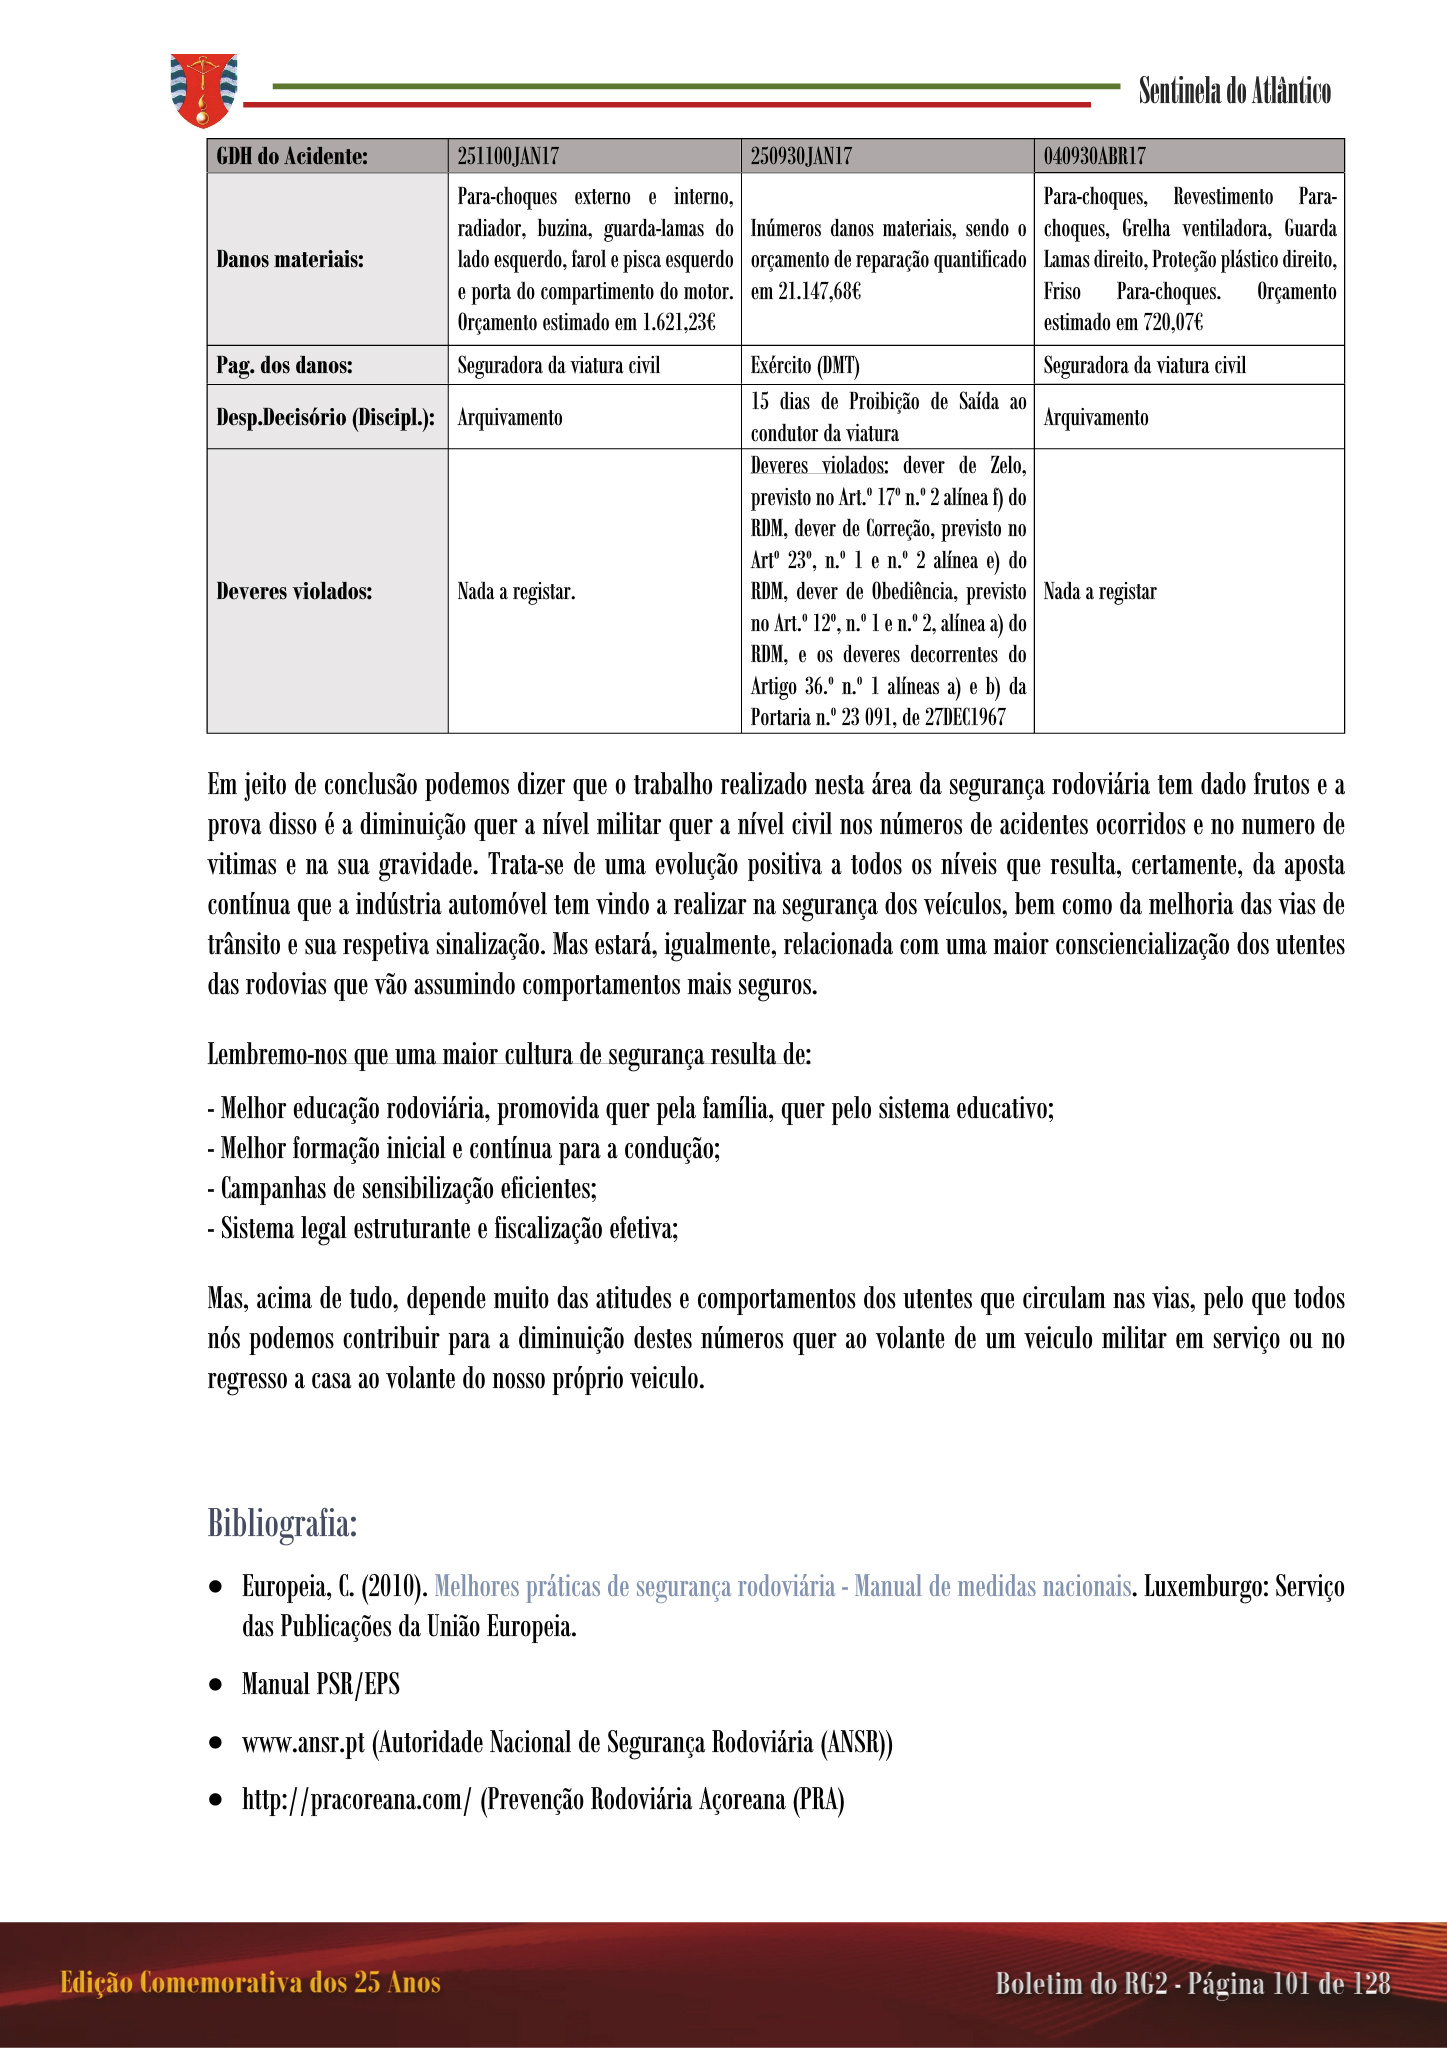 Sentinela do Atlântico
GDH do Acidente: 251100JAN17 250930JAN17 040930ABR17
Danos materiais:
Para-choques externo e interno,
radiador, buzina, guarda-lamas do
lado esquerdo, farol e pisca esquerdo
e porta do compartimento do motor.
Orçamento estimado em 1.621,23€
Inúmeros danos materiais, sendo o
orçamento de reparação quantificado
em 21.147,68€
Para-choques, Revestimento Para-
choques, Grelha ventiladora, Guarda
Lamas direito, Proteção plástico direito,
Friso Para-choques. Orçamento
estimado em 720,07€
Pag. dos danos: Seguradora da viatura civil Exército (DMT) Seguradora da viatura civil
Desp.Decisório (Discipl.): Arquivamento
15 dias de Proibição de Saída ao
condutor da viatura
Arquivamento
Deveres violados:
Nada a registar.
Deveres violados: dever de Zelo,
previsto no Art.º 17º n.º 2 alínea f) do
RDM, dever de Correção, previsto no
Artº 23º, n.º 1 e n.º 2 alínea e) do
RDM, dever de Obediência, previsto
no Art.º 12º, n.º 1 e n.º 2, alínea a) do
RDM, e os deveres decorrentes do
Artigo 36.º n.º 1 alíneas a) e b) da
Portaria n.º 23 091, de 27DEC1967
Nada a registar
Em jeito de conclusão podemos dizer que o trabalho realizado nesta área da segurança rodoviária tem dado frutos e a
prova disso é a diminuição quer a nível militar quer a nível civil nos números de acidentes ocorridos e no numero de
vitimas e na sua gravidade. Trata-se de uma evolução positiva a todos os níveis que resulta, certamente, da aposta
contínua que a indústria automóvel tem vindo a realizar na segurança dos veículos, bem como da melhoria das vias de
trânsito e sua respetiva sinalização. Mas estará, igualmente, relacionada com uma maior consciencialização dos utentes
das rodovias que vão assumindo comportamentos mais seguros.
Lembremo-nos que uma maior cultura de segurança resulta de:
- Melhor educação rodoviária, promovida quer pela família, quer pelo sistema educativo;
- Melhor formação inicial e contínua para a condução;
- Campanhas de sensibilização eficientes;
- Sistema legal estruturante e fiscalização efetiva;
Mas, acima de tudo, depende muito das atitudes e comportamentos dos utentes que circulam nas vias, pelo que todos
nós podemos contribuir para a diminuição destes números quer ao volante de um veiculo militar em serviço ou no
regresso a casa ao volante do nosso próprio veiculo.
Bibliografia:
• Europeia, C. (2010). Melhores práticas de segurança rodoviária - Manual de medidas nacionais. Luxemburgo: Serviço
das Publicações da União Europeia.
• Manual PSR/EPS
• www.ansr.pt (Autoridade Nacional de Segurança Rodoviária (ANSR))
• http://pracoreana.com/ (Prevenção Rodoviária Açoreana (PRA)
Edição Comemorativa dos 25 Anos
Boletim do RG2 - Página 101 de 128